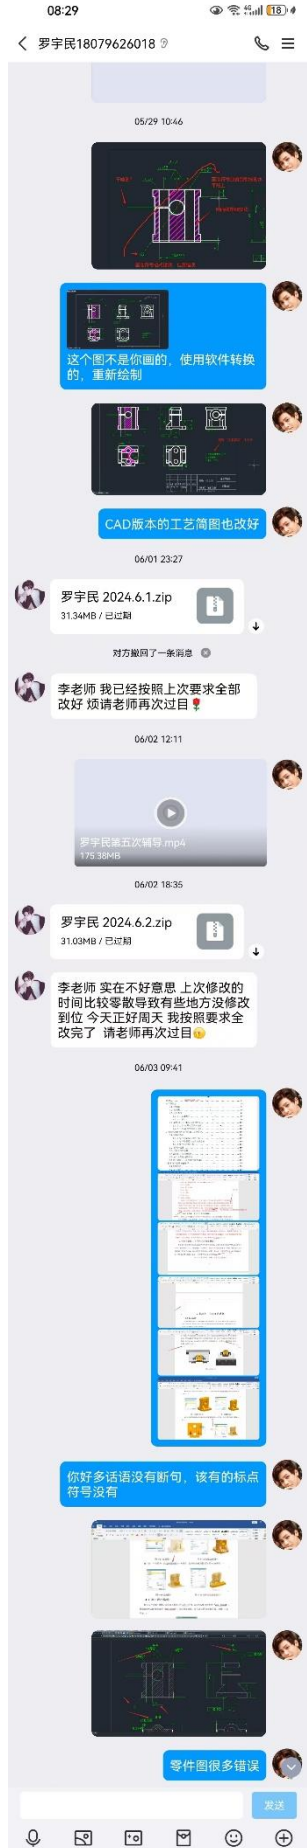 08:29
18
罗宇民18079626018
05/29 10:46
这个图不是你画的，使用软件转换
的，重新绘制
CAD版本的工艺简图也改好
06/01 23:27
罗宇民 2024.6.1.zip
31.34MB / 已过期
对方撤回了一条消息
李老师 我已经按照上次要求全部
改好 烦请老师再次过目
06/02 12:11
罗宇民第五次辅导.mp4
175.38MB
06/02 18:35
罗宇民 2024.6.2.zip
31.03MB / 已过期
李老师 实在不好意思 上次修改的
时间比较零散导致有些地方没修改
到位 今天正好周天 我按照要求全
改完了 请老师再次过目
06/03 09:41
你好多话语没有断句，该有的标点
符号没有
零件图很多错误
发送